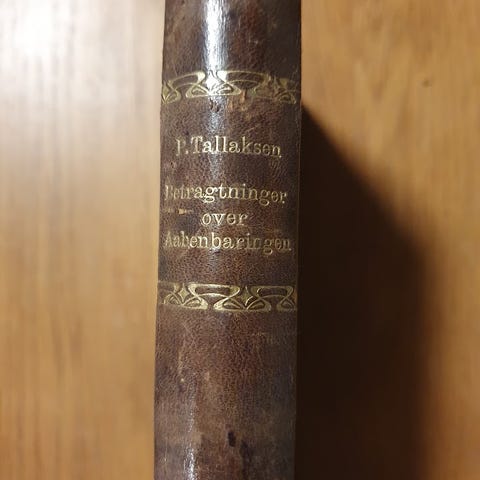 P. Tallaksen
Betragtninger
over
Aabenbaringen